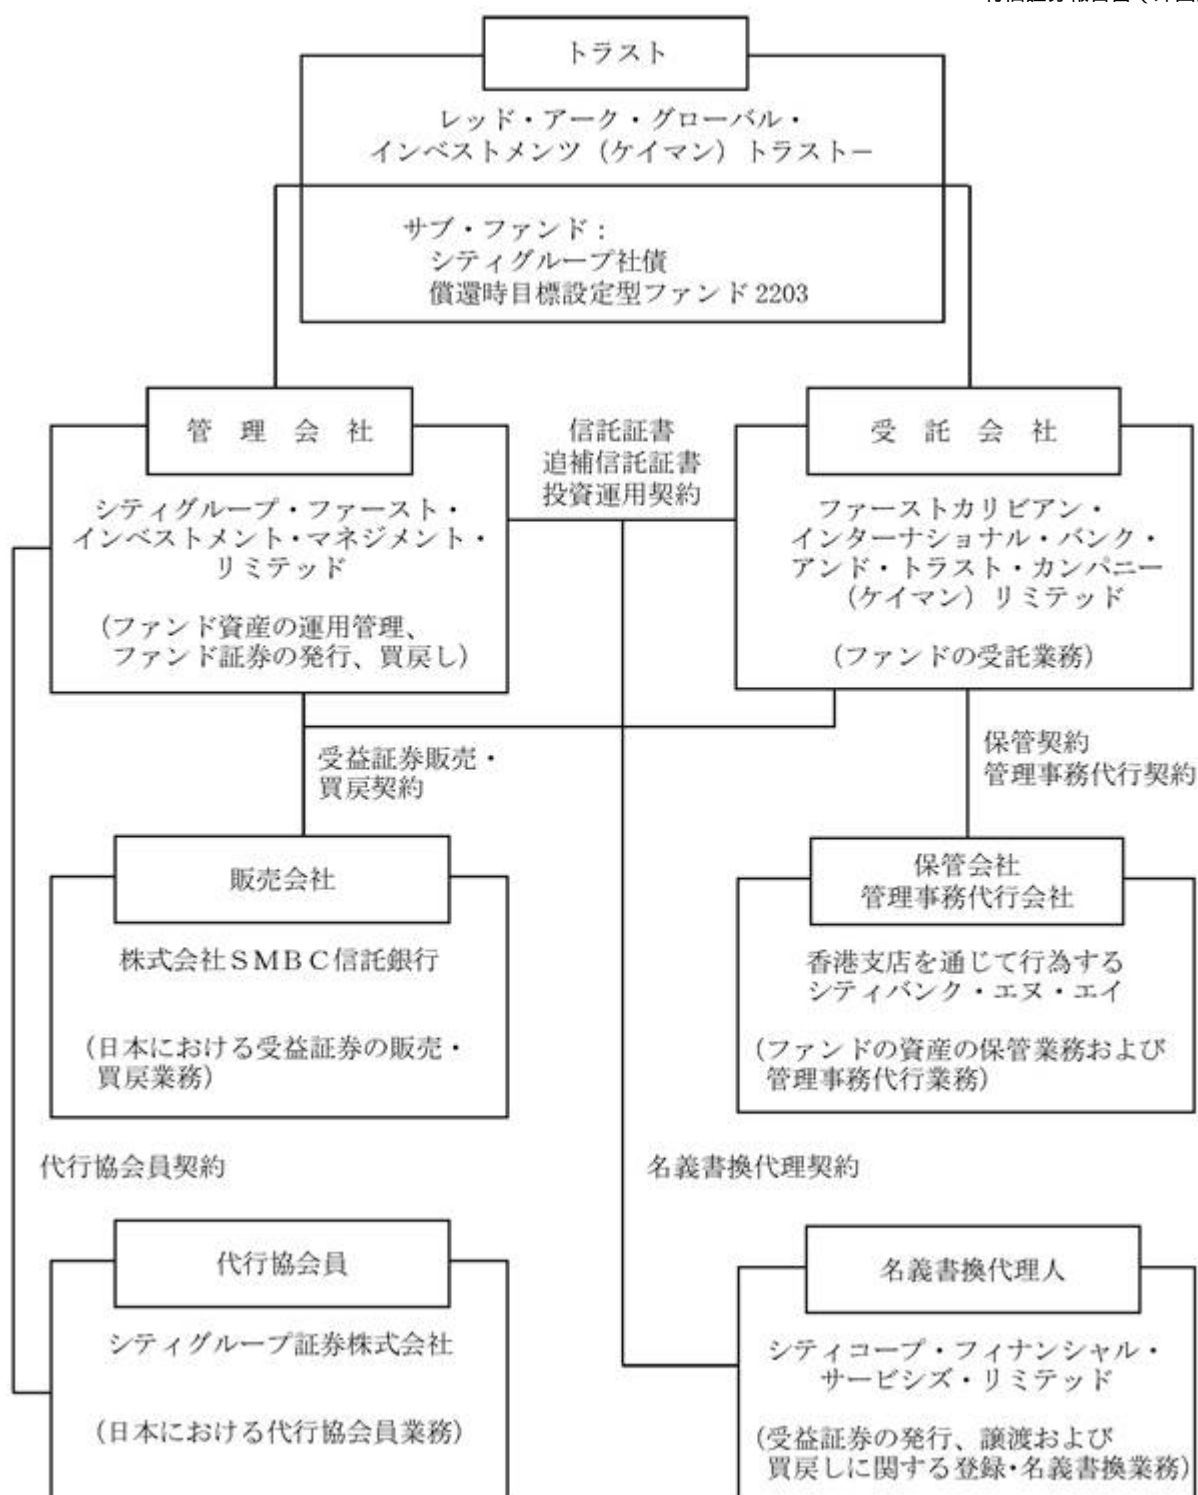 トラスト
レッド・アーク・グローバル・
インベストメンツ（ケイマン）トラスト－
サブ・ファンド：
シティグループ社債
償還時目標設定型ファンド2203
管理会社
シティグループ・ファースト・
インベストメント・マネジメント・
リミテッド
（ファンド資産の運用管理、
ファンド証券の発行、買戻し）
信託証書
追補信託証書
投資運用契約
受託会社
ファーストカリビアン・
インターナショナル・バンク・
アンド・トラスト・カンパニー
（ケイマン）リミテッド
（ファンドの受託業務）
受益証券販売・
買戻契約
保管契約
管理事務代行契約
販売会社
株式会社ＳＭＢＣ信託銀行
（日本における受益証券の販売・
買戻業務）
保管会社
管理事務代行会社
香港支店を通じて行為する
シティバンク・エヌ・エイ
（ファンドの資産の保管業務および
管理事務代行業務）
代行協会員契約
名義書換代理契約
代行協会員
シティグループ証券株式会社
（日本における代行協会員業務）
名義書換代理人
シティコープ・フィナンシャル・
サービシズ・リミテッド
（受益証券の発行、譲渡および
買戻しに関する登録・名義書換業務）